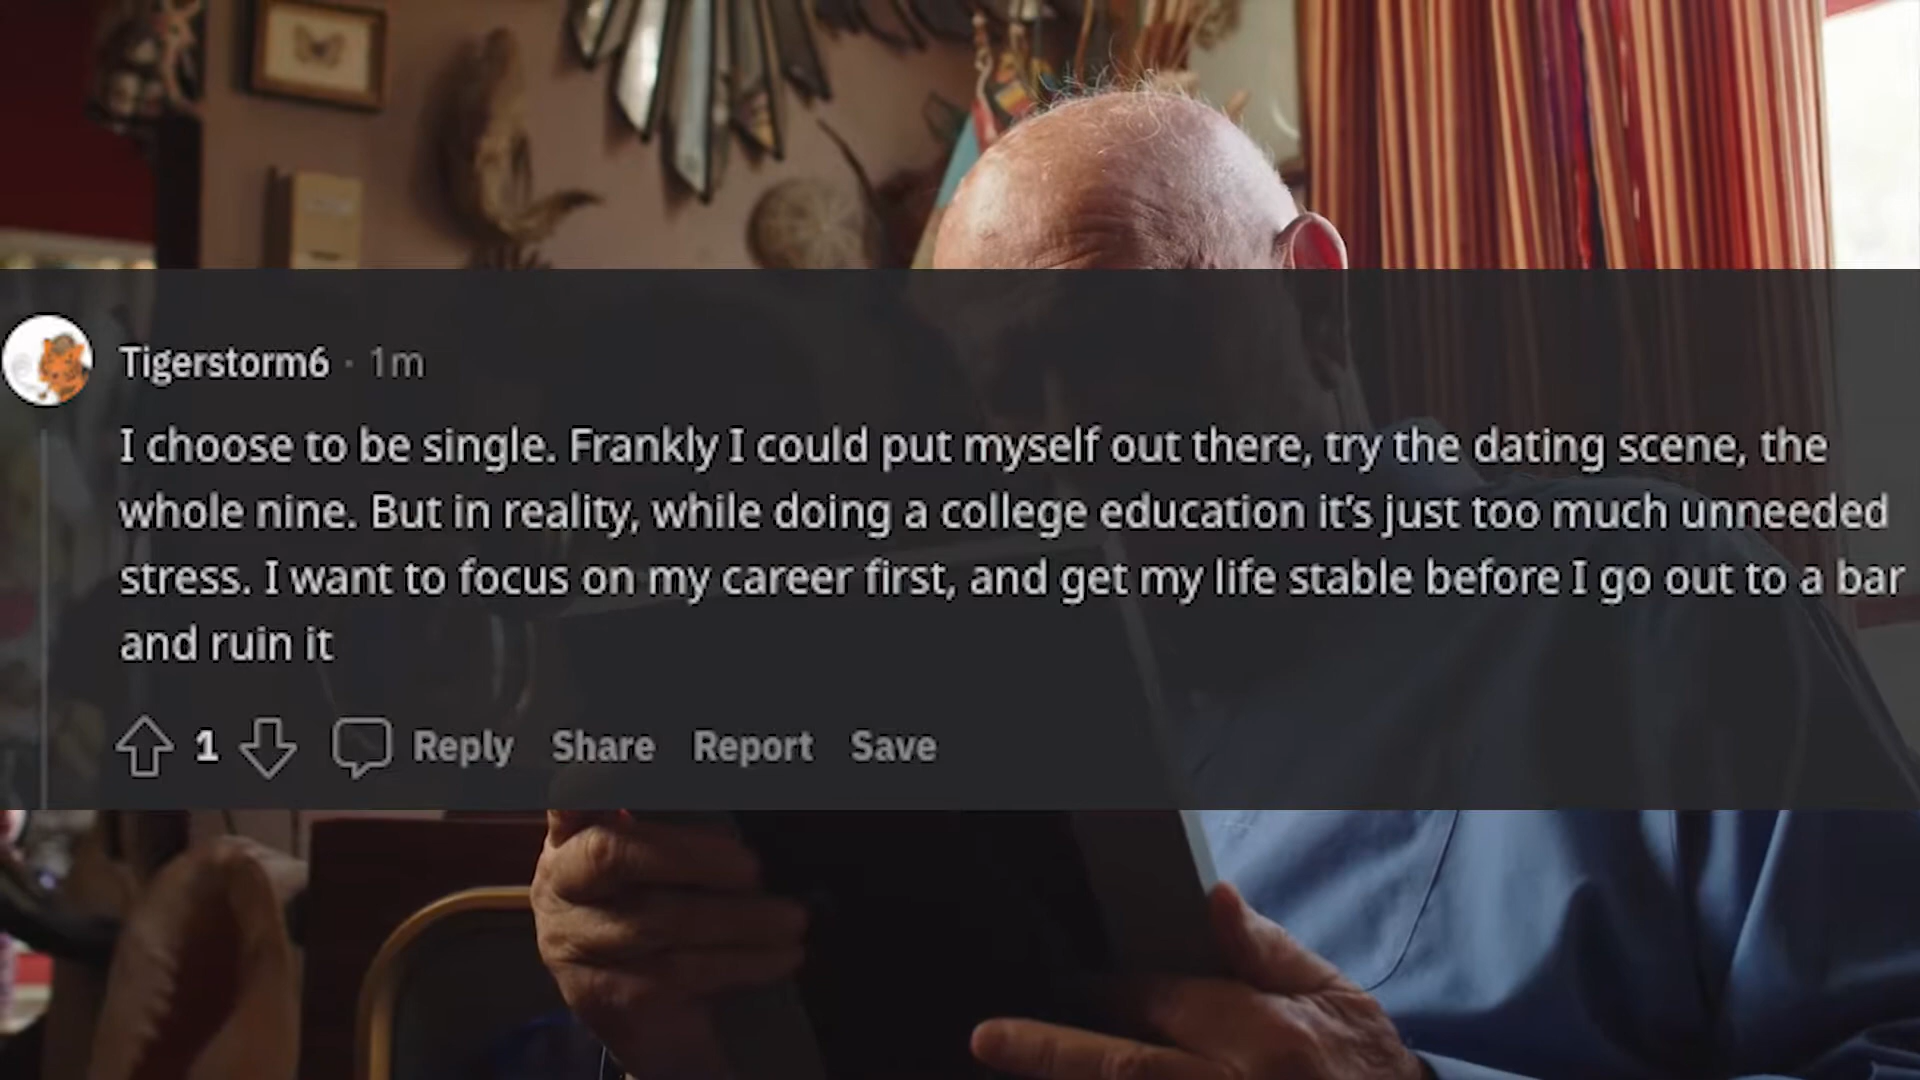 Tigerstorm6 · 1m
I choose to be single. Frankly I could put myself out there, try the dating scene, the
whole nine. But in reality, while doing a college education it's just too much unneeded
stress. I want to focus on my career first, and get my life stable before I go out to a bar
and ruin it
1 Reply Share Report Save